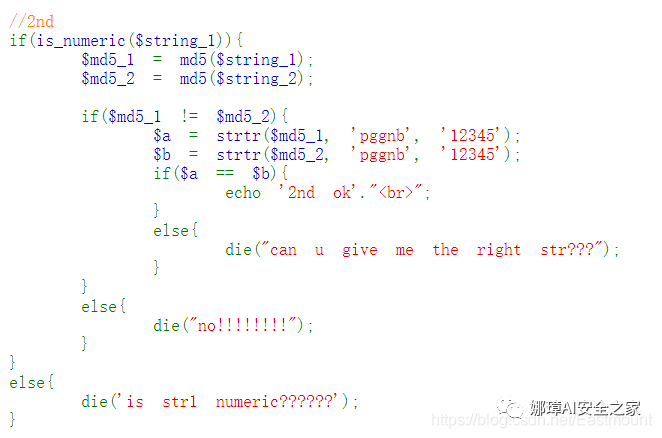 //2nd
if(is_numeric($string_1)){
$md5_1 = md5($string_1);
$md5_2 = md5($string_2);
if($md5_1 != $md5_2){
$a = strtr($md5_1, 'pggnb', '12345');
$b = strtr($md5_2, 'pggnb', '12345');
if($a == $b){
echo '2nd ok'."<br>";
}
else{
die("can u give me the right str???");
}
}
else{
die("no!!!!!!!!");
}
}
else{
die('is str1 numeric??????');
}
娜璋AI安全之家
https://blog.csdn.net/Eastmount